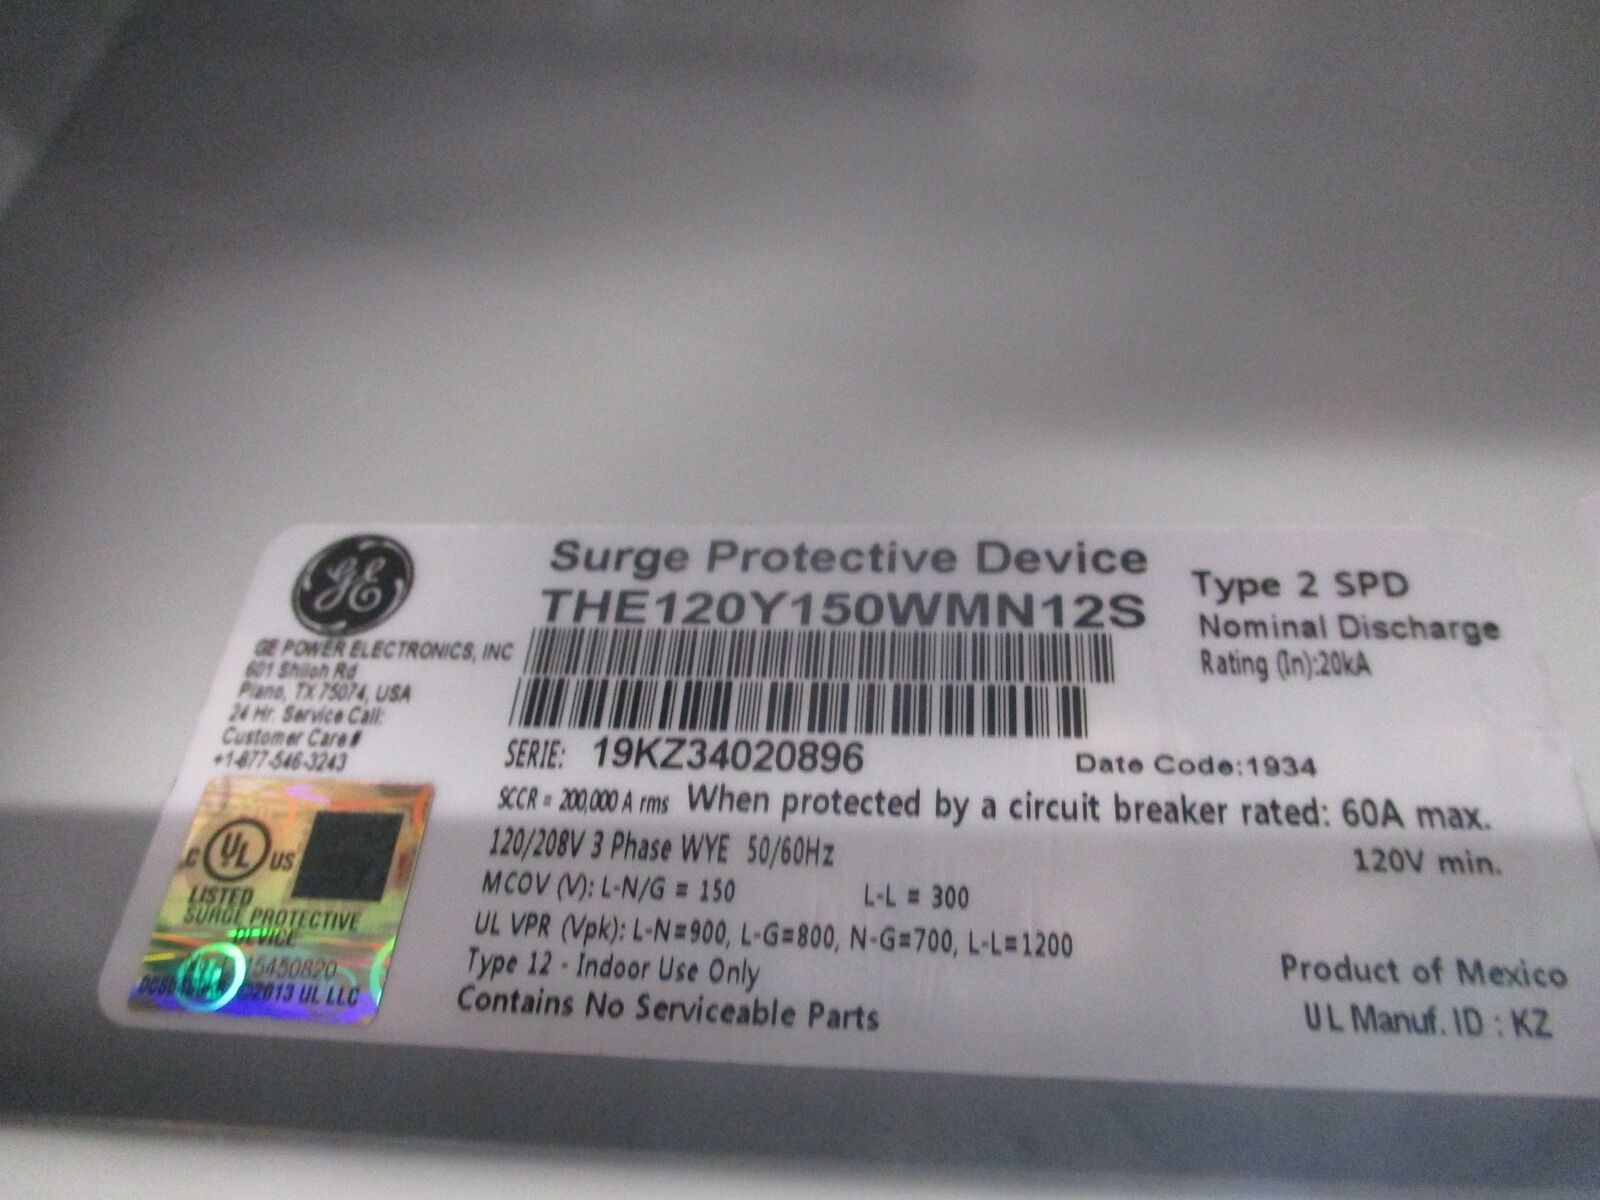 GE
GE POWER ELECTRONICS, INC
601 Shiloh Rd
Plano, TX 75074, USA
24 Hr. Service Call:
Customer Care#
+1-877-546-3243
Surge Protective Device
THE120Y150WMN12S
Type 2 SPD
Nominal Discharge
Rating (In):20kA
SERIE: 19KZ34020896
Date Code:1934
SCCR = 200,000 A rms When protected by a circuit breaker rated: 60A max.
120V min.
120/208V 3 Phase WYE 50/60Hz
MCOV (V): L-N/G = 150 L-L = 300
UL VPR (Vpk): L-N=900, L-G=800, N-G=700, L-L=1200
Type 12 - Indoor Use Only
Contains No Serviceable Parts
Product of Mexico
UL Manuf. ID : KZ
C UL US
LISTED
SURGE PROTECTIVE
DEVICE
©2013 UL LLC